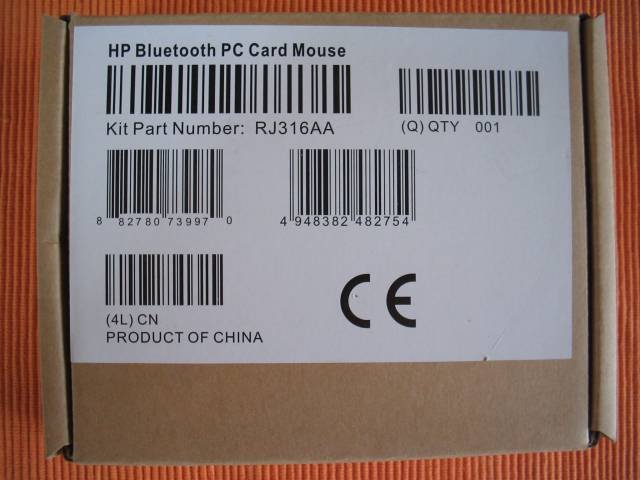 HP Bluetooth PC Card Mouse
Kit Part Number: RJ316AA
(Q) QTY 001
8 82780 73997 0
4 948382 482754
(4L) CN
PRODUCT OF CHINA
CE